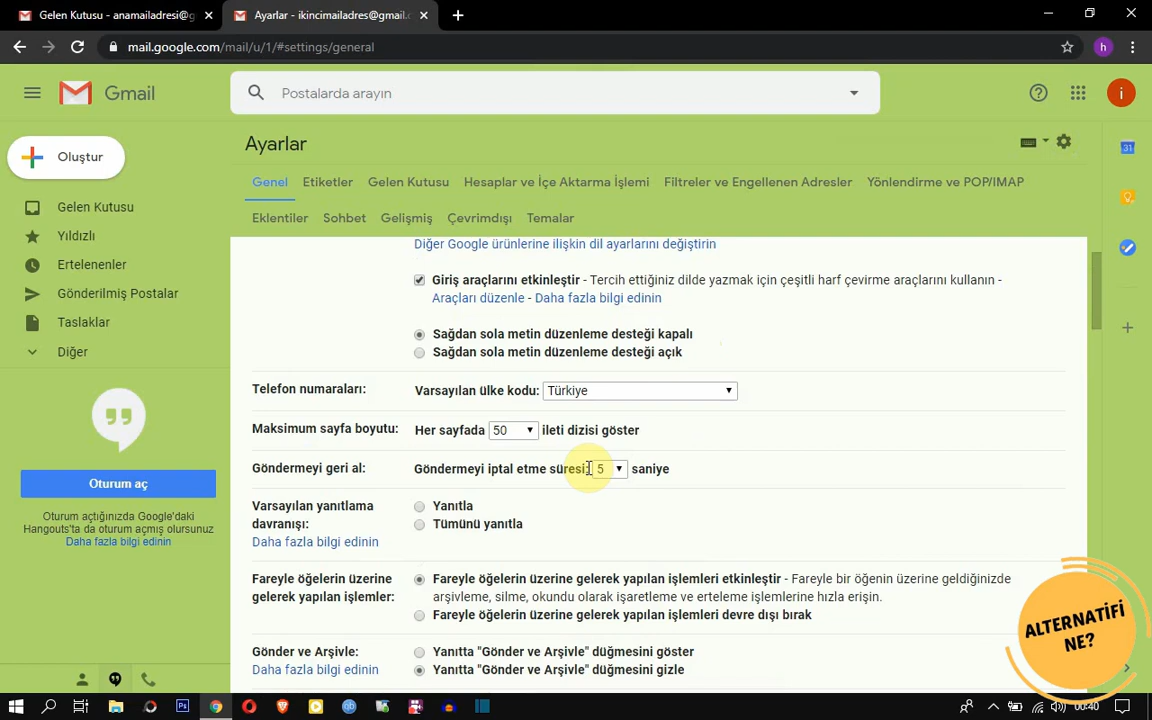 Gelen Kutusu - anamailadresi@g
Ayarlar - ikincimailadres@gmail.c
mail.google.com/mail/u/1/#settings/general
h
Gmail
Postalarda arayın
i
Oluştur
Ayarlar
Genel Etiketler Gelen Kutusu Hesaplar ve İçe Aktarma İşlemi Filtreler ve Engellenen Adresler Yönlendirme ve POP/IMAP
Eklentiler Sohbet Gelişmiş Çevrimdışı Temalar
31
Gelen Kutusu
Yıldızlı
Ertelenenler
Gönderilmiş Postalar
Taslaklar
Diğer
Oturum aç
Oturum açtığınızda Google'daki
Hangouts'ta da oturum açmış olursunuz
Daha fazla bilgi edinin
Diğer Google ürünlerine ilişkin dil ayarlarını değiştirin
Giriş araçlarını etkinleştir - Tercih ettiğiniz dilde yazmak için çeşitli harf çevirme araçlarını kullanın -
Araçları düzenle - Daha fazla bilgi edinin
Sağdan sola metin düzenleme desteği kapalı
Sağdan sola metin düzenleme desteği açık
Telefon numaraları: Varsayılan ülke kodu: Türkiye
Maksimum sayfa boyutu: Her sayfada 50 ileti dizisi göster
Göndermeyi geri al: Göndermeyi iptal etme süresi: 5 saniye
Varsayılan yanıtlama
davranışı:
Daha fazla bilgi edinin
Yanıtla
Tümünü yanıtla
Fareyle öğelerin üzerine
gelerek yapılan işlemler:
Fareyle öğelerin üzerine gelerek yapılan işlemleri etkinleştir - Fareyle bir öğenin üzerine geldiğinizde
arşivleme, silme, okundu olarak işaretleme ve erteleme işlemlerine hızla erişin.
Fareyle öğelerin üzerine gelerek yapılan işlemleri devre dışı bırak
Gönder ve Arşivle:
Daha fazla bilgi edinin
Yanıtta "Gönder ve Arşivle" düğmesini göster
Yanıtta "Gönder ve Arşivle" düğmesini gizle
ALTERNATİFİ
NE?
Ps
qb
00:40